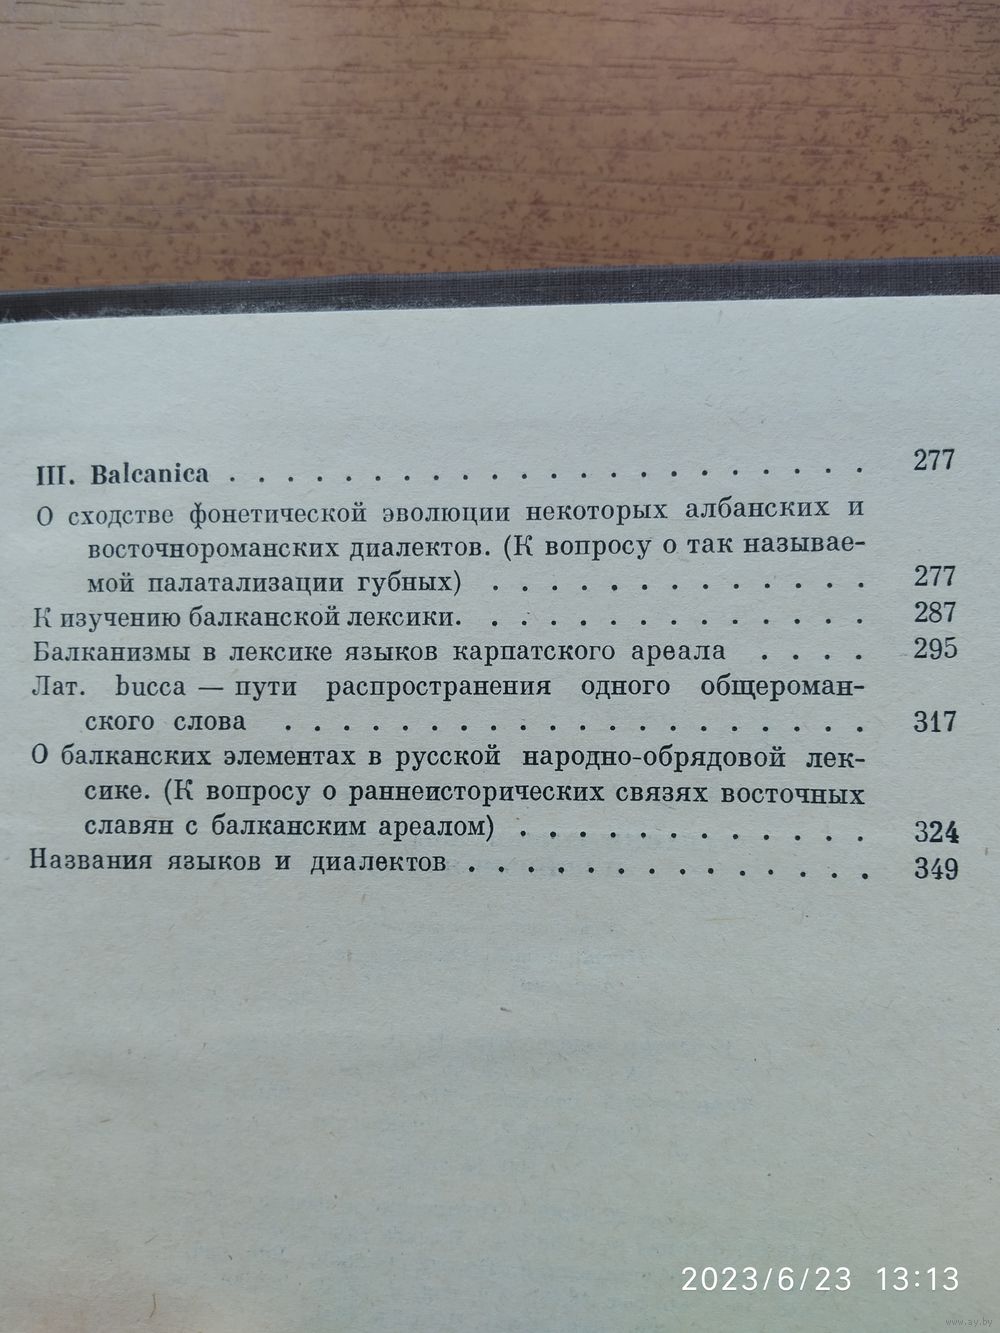 III. Balcanica . . . . . . . . . . . . . . . . . . . . . . 277
О сходстве фонетической эволюции некоторых албанских и
восточнороманских диалектов. (К вопросу о так называе-
мой палатализации губных) . . . . . . . . . . . . . 277
К изучению балканской лексики. . . . . . . . . . . . . . 287
Балканизмы в лексике языков карпатского ареала . . . . 295
Лат. bucca — пути распространения одного общероман-
ского слова . . . . . . . . . . . . . . . . . . . . . 317
О балканских элементах в русской народно-обрядовой лек-
сике. (К вопросу о раннеисторических связях восточных
славян с балканским ареалом) . . . . . . . . . . . . 324
Названия языков и диалектов . . . . . . . . . . . . . . 349
2023/6/23 13:13
www.ay.by